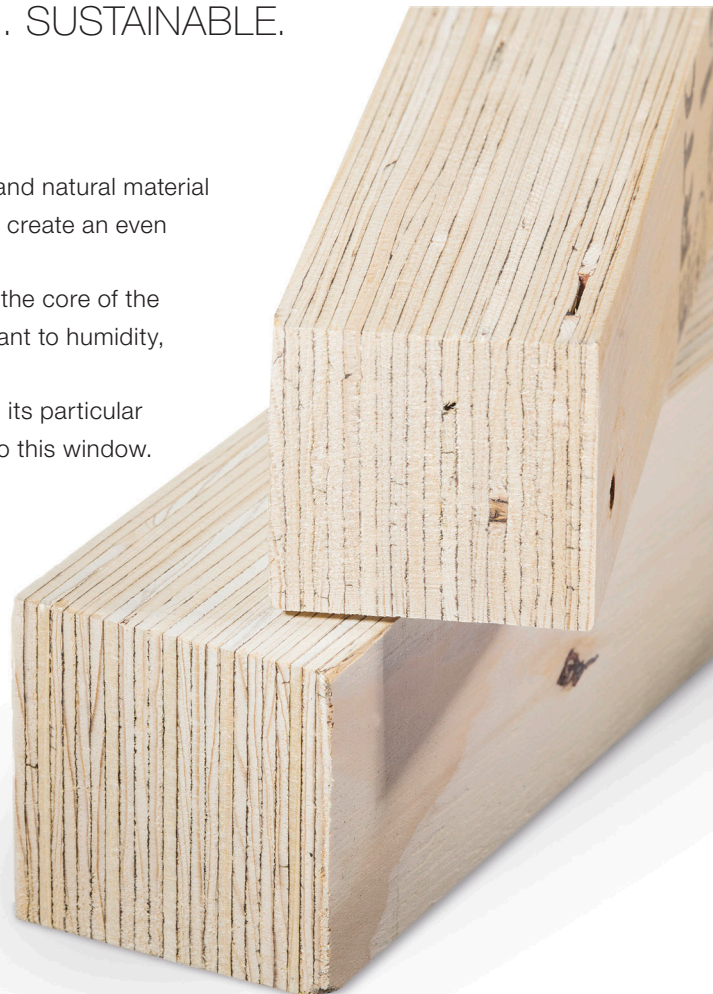 . SUSTAINABLE.
and natural material
create an even
the core of the
ant to humidity,
its particular
o this window.